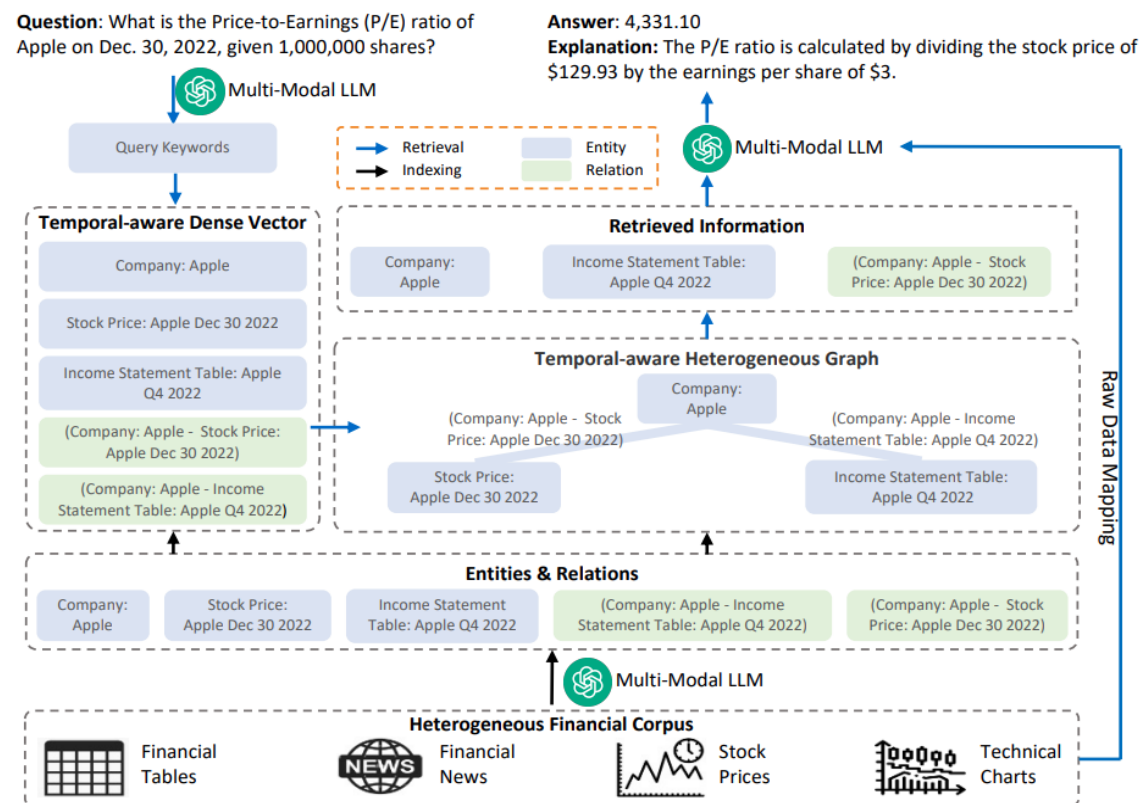 Question: What is the Price-to-Earnings (P/E) ratio of
Apple on Dec. 30, 2022, given 1,000,000 shares?
Multi-Modal LLM
Query Keywords
Answer: 4,331.10
Explanation: The P/E ratio is calculated by dividing the stock price of
$129.93 by the earnings per share of $3.
Multi-Modal LLM
Retrieval
Indexing
Entity
Relation
Temporal-aware Dense Vector
Company: Apple
Stock Price: Apple Dec 30 2022
Income Statement Table: Apple
Q4 2022
(Company: Apple - Stock Price:
Apple Dec 30 2022)
(Company: Apple - Income
Statement Table: Apple Q4 2022)
Retrieved Information
Company:
Apple
Income Statement Table:
Apple Q4 2022
(Company: Apple - Stock
Price: Apple Dec 30 2022)
Temporal-aware Heterogeneous Graph
Company:
Apple
(Company: Apple - Stock
Price: Apple Dec 30 2022)
(Company: Apple - Income
Statement Table: Apple Q4 2022)
Stock Price:
Apple Dec 30 2022
Income Statement Table:
Apple Q4 2022
Raw Data Mapping
Entities & Relations
Company:
Apple
Stock Price:
Apple Dec 30 2022
Income Statement
Table: Apple Q4 2022
(Company: Apple - Income
Statement Table: Apple Q4 2022)
(Company: Apple - Stock
Price: Apple Dec 30 2022)
Multi-Modal LLM
Heterogeneous Financial Corpus
Financial
Tables
NEWS
Financial
News
Stock
Prices
Technical
Charts